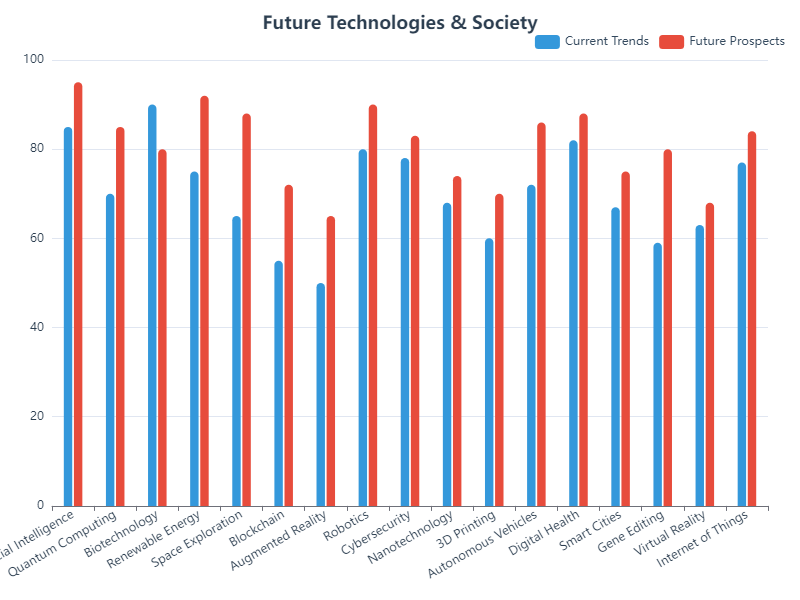 Future Technologies & Society
Current Trends
Future Prospects
100
80
60
40
20
0
Intelligence
Quantum Computing
Biotechnology
Renewable Energy
Space Exploration
Blockchain
Augmented Reality
Robotics
Cybersecurity
Nanotechnology
3D Printing
Autonomous Vehicles
Digital Health
Smart Cities
Gene Editing
Virtual Reality
Internet of Things